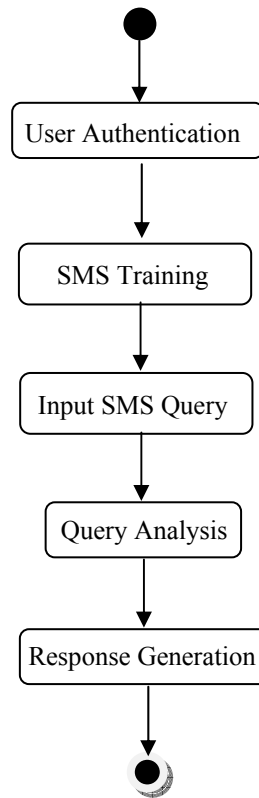 User Authentication
SMS Training
Input SMS Query
Query Analysis
Response Generation